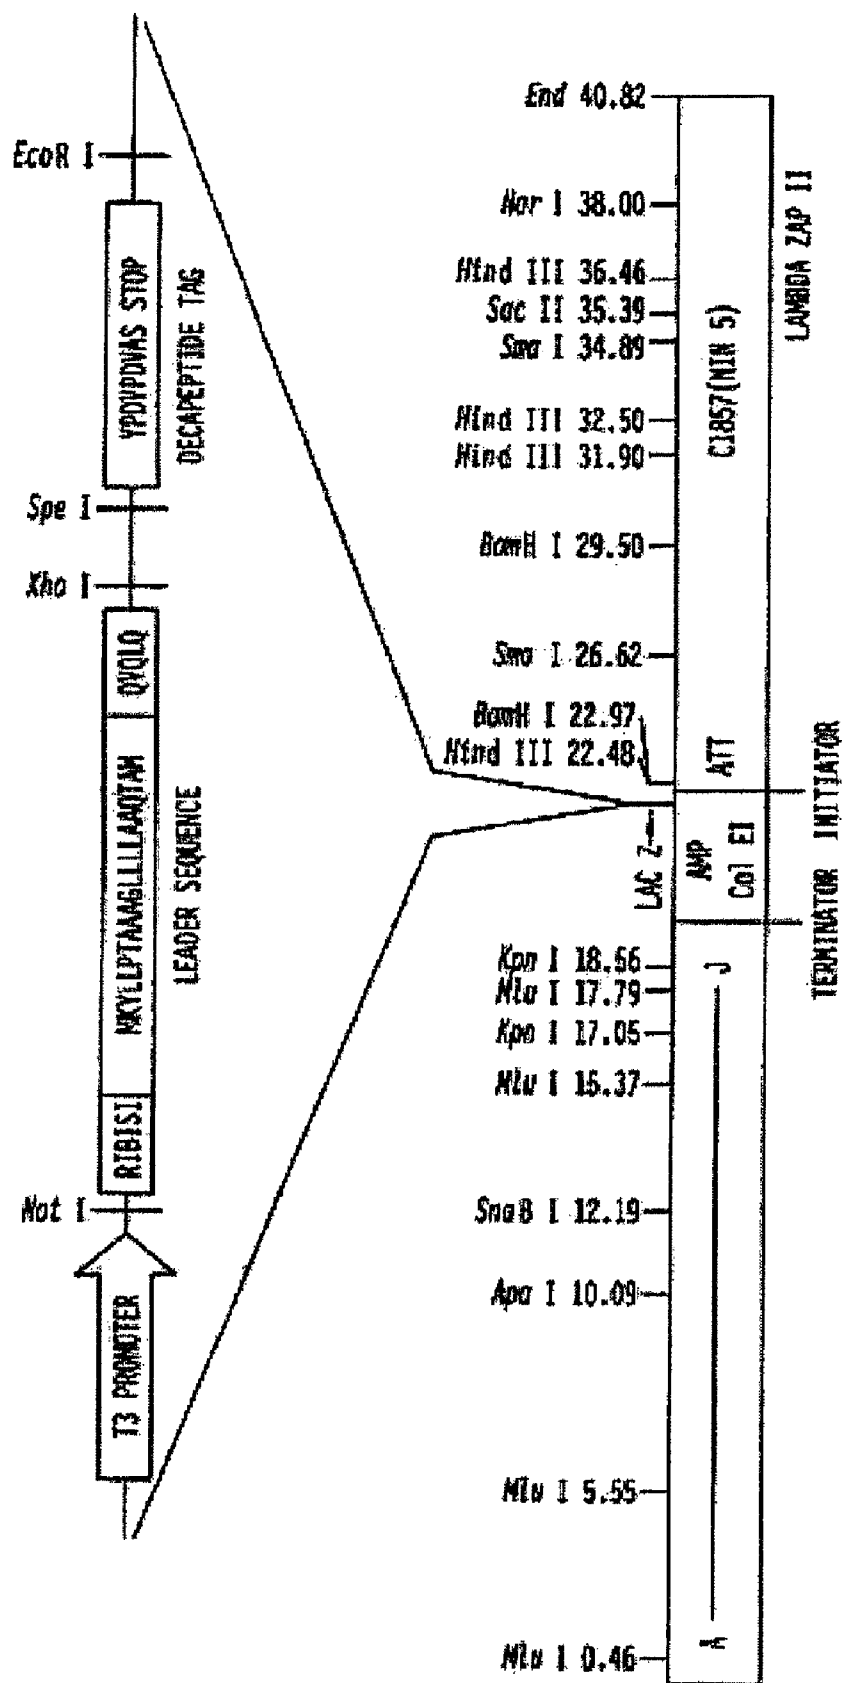 EcoR I
YPDVPDVAS STOP
DECAPEPTIDE TAG
Spe I
Xho I
QVQLQ
MKYLLPTAAAGLLLLAAQTAM
LEADER SEQUENCE
RIBISI
Not I
T3 PROMOTER
End 40.82
Nar I 38.00
Hind III 36.46
Sac II 35.39
Sma I 34.89
Hind III 32.50
Hind III 31.90
BamH I 29.50
Sma I 26.62
BamH I 22.97
Hind III 22.48
LAC Z
Kpn I 18.56
Mlu I 17.79
Kpn I 17.05
Mlu I 15.37
SnaB I 12.19
Apa I 10.09
Mlu I 5.55
Mlu I 0.46
LAMBDA ZAP II
C1857(NIN 5)
ATT
INITIATOR
AMP
Col E1
TERMINATOR
J
A